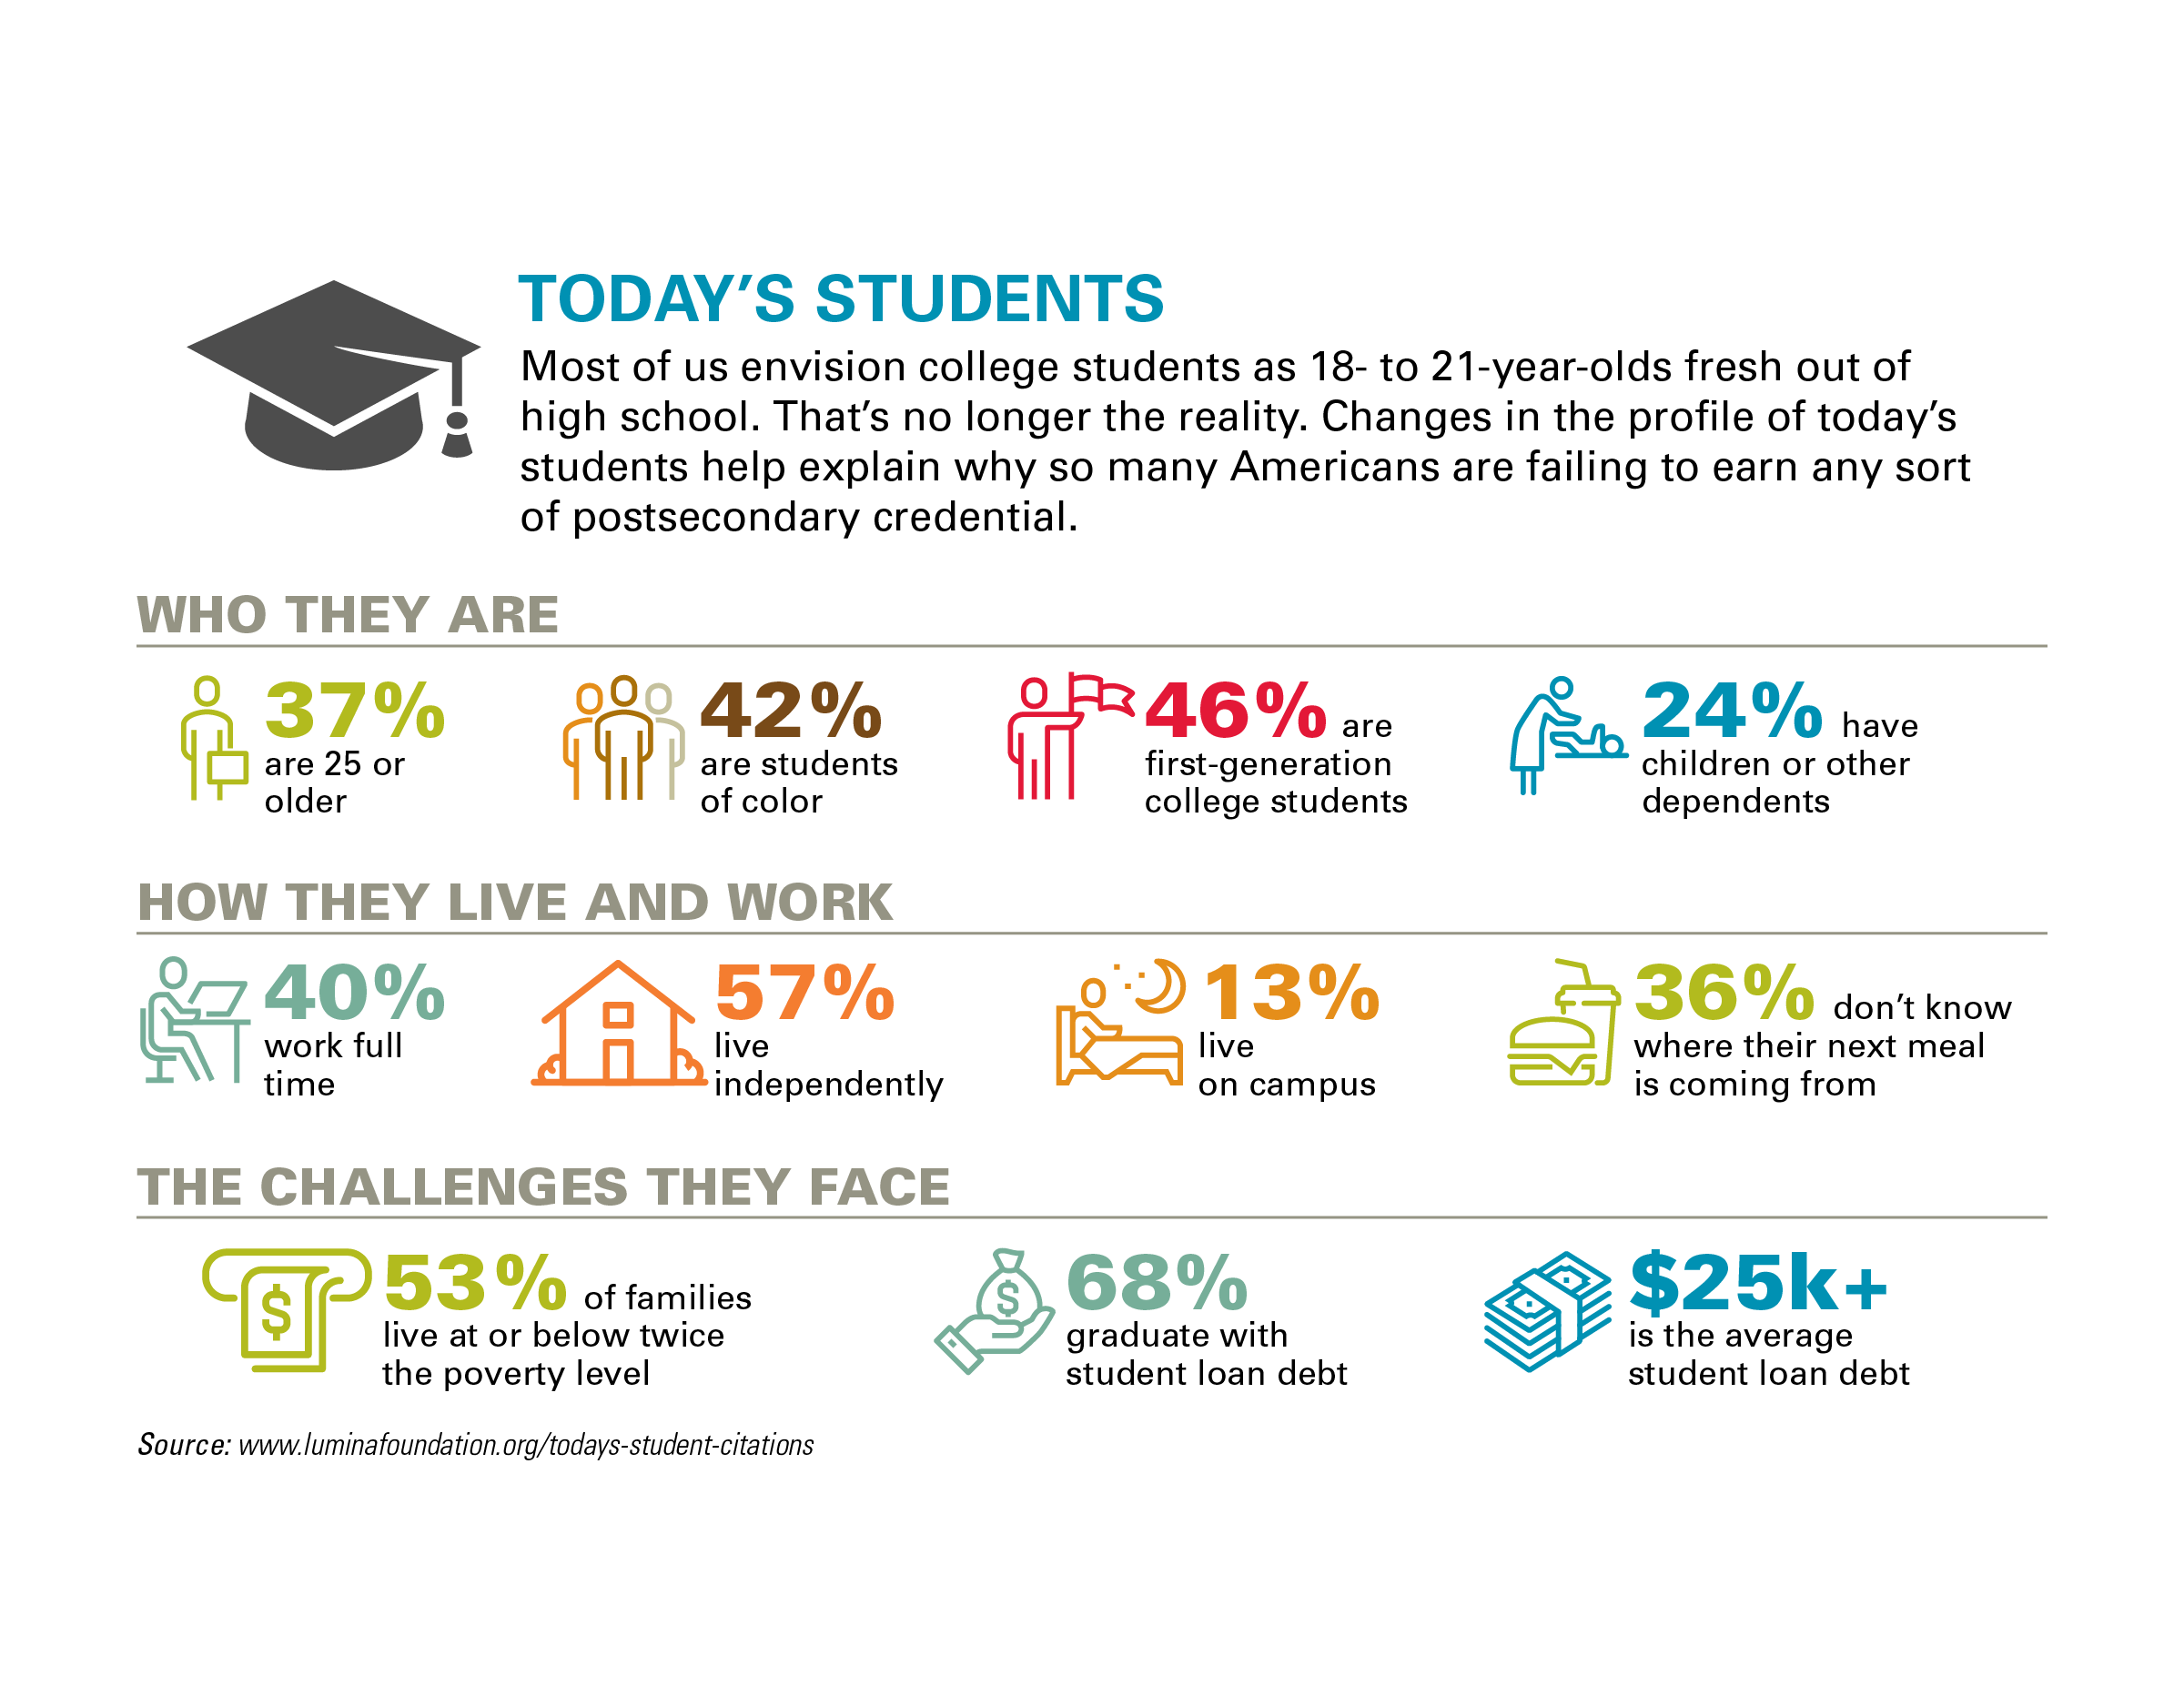 TODAY’S STUDENTS
Most of us envision college students as 18- to 21-year-olds fresh out of
high school. That’s no longer the reality. Changes in the profile of today’s
students help explain why so many Americans are failing to earn any sort
of postsecondary credential.
WHO THEY ARE
37%
are 25 or
older
42%
are students
of color
46% are
first-generation
college students
24% have
children or other
dependents
HOW THEY LIVE AND WORK
40%
work full
time
57%
live
independently
13%
live
on campus
36% don’t know
where their next meal
is coming from
THE CHALLENGES THEY FACE
$
53% of families
live at or below twice
the poverty level
$
68%
graduate with
student loan debt
$25k+
is the average
student loan debt
Source: www.luminafoundation.org/todays-student-citations